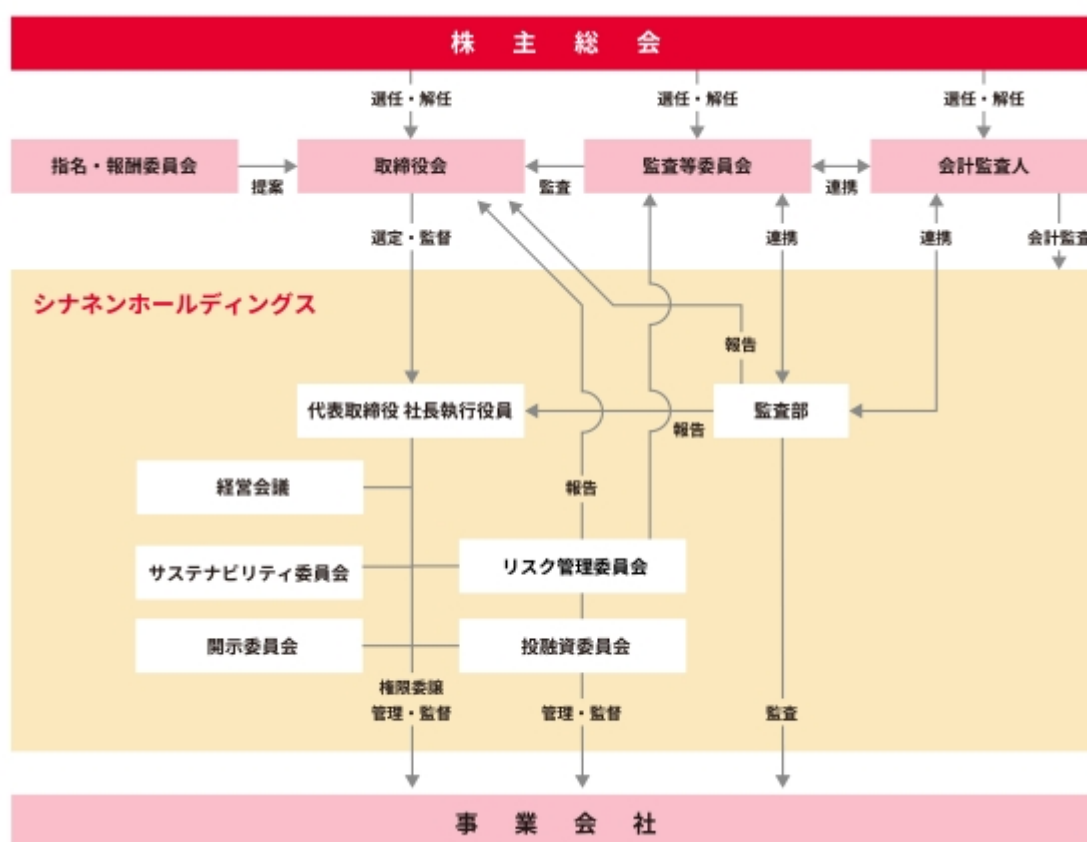 株主総会
選任・解任
選任・解任
選任・解任
指名・報酬委員会
提案
取締役会
監査
監査等委員会
連携
会計監査人
選定・監督
連携
連携
会計監査
シナネンホールディングス
報告
代表取締役 社長執行役員
報告
監査部
経営会議
報告
サステナビリティ委員会
リスク管理委員会
開示委員会
投融資委員会
権限委譲
管理・監督
管理・監督
監査
事業会社